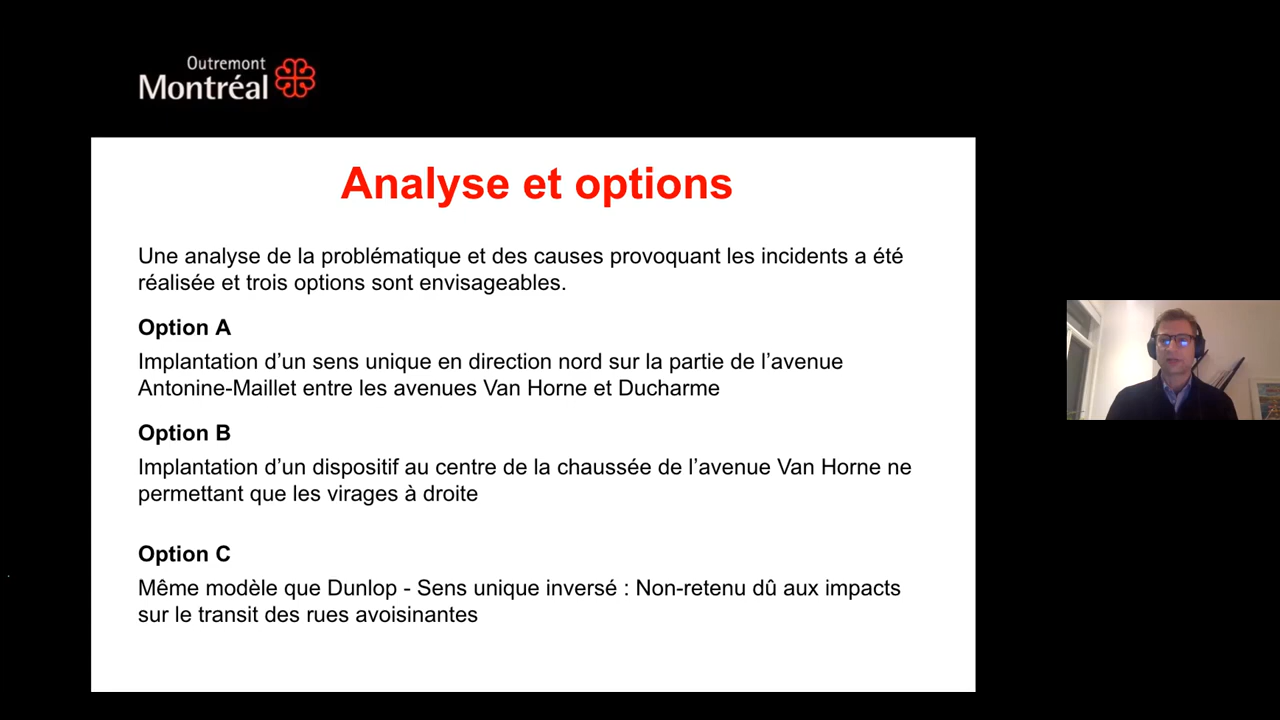 Outremont
Montréal
Analyse et options
Une analyse de la problématique et des causes provoquant les incidents a été
réalisée et trois options sont envisageables.
Option A
Implantation d’un sens unique en direction nord sur la partie de l’avenue
Antonine-Maillet entre les avenues Van Horne et Ducharme
Option B
Implantation d’un dispositif au centre de la chaussée de l’avenue Van Horne ne
permettant que les virages à droite
Option C
Même modèle que Dunlop - Sens unique inversé : Non-retenu dû aux impacts
sur le transit des rues avoisinantes